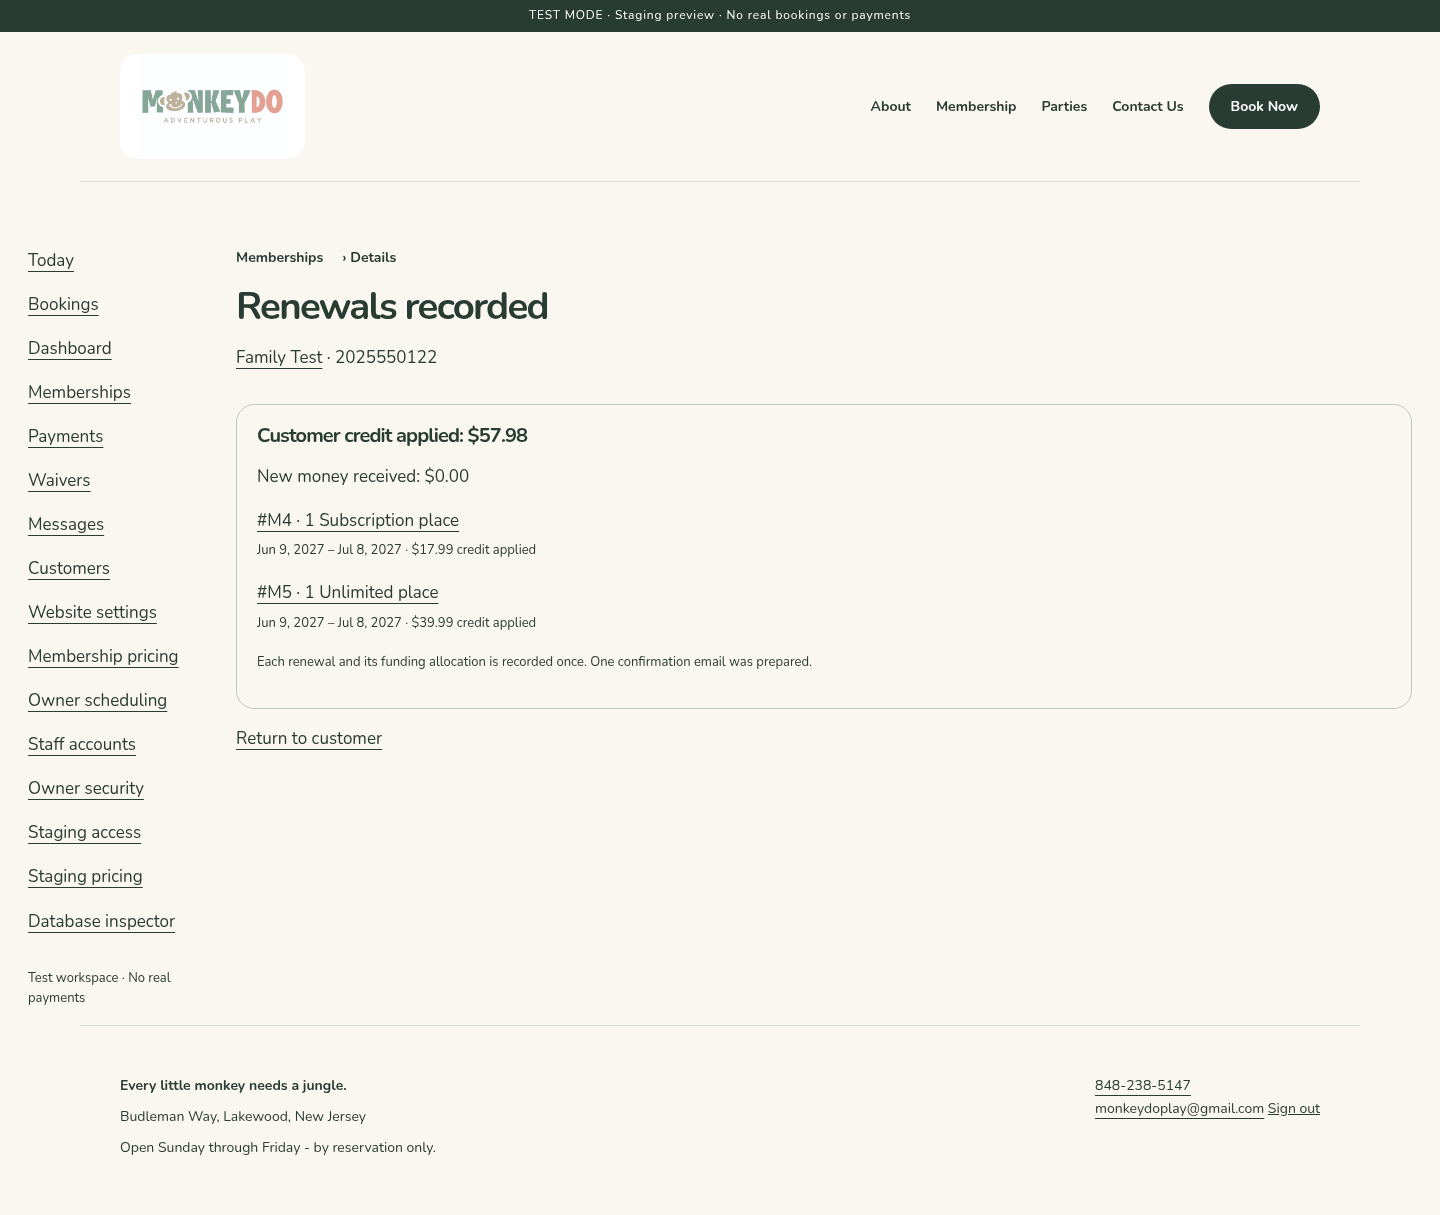 TEST MODE · Staging preview · No real bookings or payments
MONKEYDO
ADVENTUROUS PLAY
About
Membership
Parties
Contact Us
Book Now
Today
Bookings
Dashboard
Memberships
Payments
Waivers
Messages
Customers
Website settings
Membership pricing
Owner scheduling
Staff accounts
Owner security
Staging access
Staging pricing
Database inspector
Test workspace · No real
payments
Memberships › Details
Renewals recorded
Family Test · 2025550122
Customer credit applied: $57.98
New money received: $0.00
#M4 · 1 Subscription place
Jun 9, 2027 – Jul 8, 2027 · $17.99 credit applied
#M5 · 1 Unlimited place
Jun 9, 2027 – Jul 8, 2027 · $39.99 credit applied
Each renewal and its funding allocation is recorded once. One confirmation email was prepared.
Return to customer
Every little monkey needs a jungle.
Budleman Way, Lakewood, New Jersey
Open Sunday through Friday - by reservation only.
848-238-5147
monkeydoplay@gmail.com Sign out